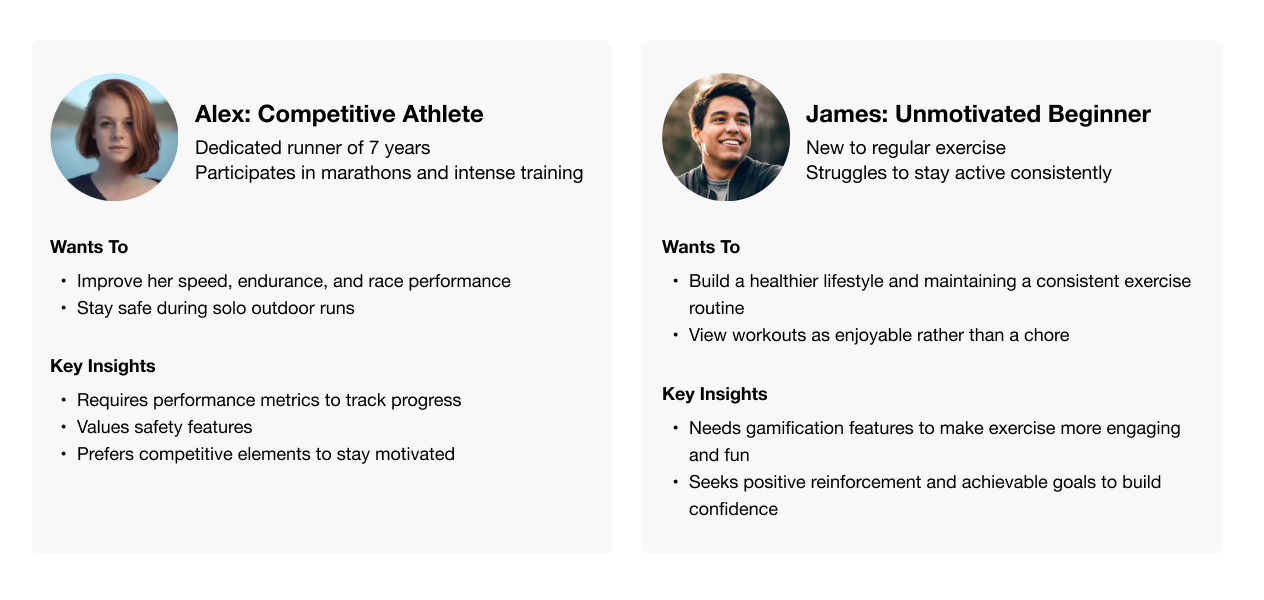 Alex: Competitive Athlete
Dedicated runner of 7 years
Participates in marathons and intense training
Wants To
• Improve her speed, endurance, and race performance
• Stay safe during solo outdoor runs
Key Insights
• Requires performance metrics to track progress
• Values safety features
• Prefers competitive elements to stay motivated
James: Unmotivated Beginner
New to regular exercise
Struggles to stay active consistently
Wants To
• Build a healthier lifestyle and maintaining a consistent exercise
routine
• View workouts as enjoyable rather than a chore
Key Insights
• Needs gamification features to make exercise more engaging
and fun
• Seeks positive reinforcement and achievable goals to build
confidence